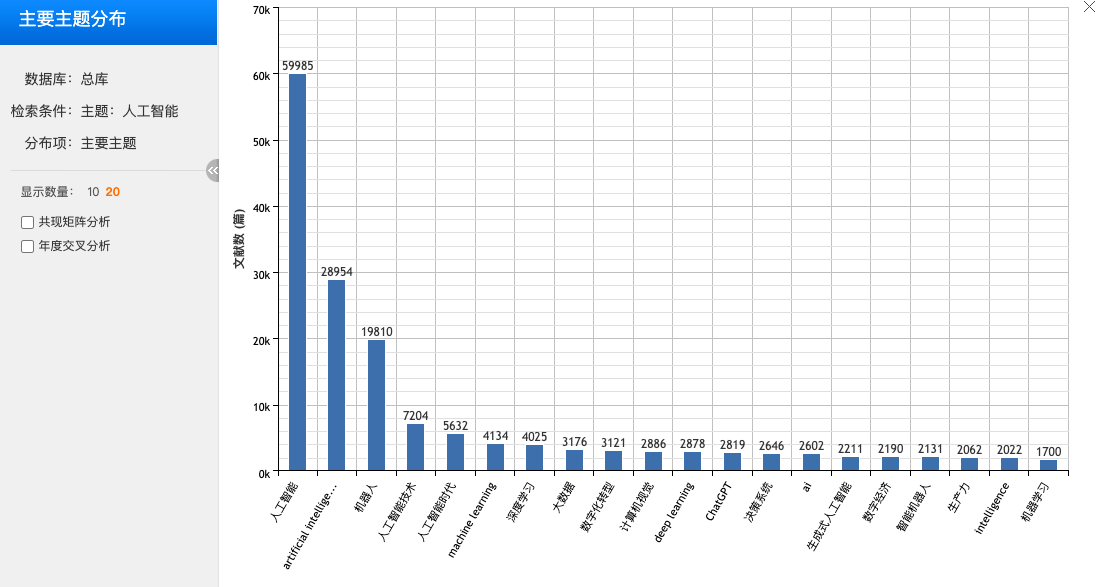 主要主题分布
数据库：总库
检索条件：主题：人工智能
分布项：主要主题
显示数量： 10 20
共现矩阵分析
年度交叉分析
文献数 (篇)
70k
60k
50k
40k
30k
20k
10k
0k
59985
28954
19810
7204
5632
4134
4025
3176
3121
2886
2878
2819
2646
2602
2211
2190
2131
2062
2022
1700
人工智能
artificial intellige...
机器人
人工智能技术
人工智能时代
machine learning
深度学习
大数据
数字化转型
计算机视觉
deep learning
ChatGPT
决策系统
ai
生成式人工智能
数字经济
智能机器人
生产力
intelligence
机器学习